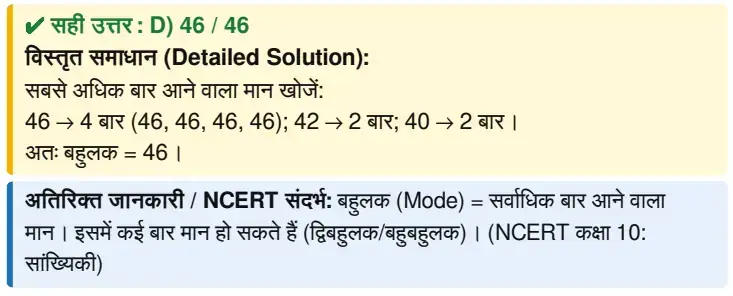 ✔ सही उत्तर : D) 46 / 46
विस्तृत समाधान (Detailed Solution):
सबसे अधिक बार आने वाला मान खोजें:
46 → 4 बार (46, 46, 46, 46); 42 → 2 बार; 40 → 2 बार।
अतः बहुलक = 46।
अतिरिक्त जानकारी / NCERT संदर्भ: बहुलक (Mode) = सर्वाधिक बार आने वाला
मान। इसमें कई बार मान हो सकते हैं (द्विबहुलक/बहुबहुलक)। (NCERT कक्षा 10:
सांख्यिकी)